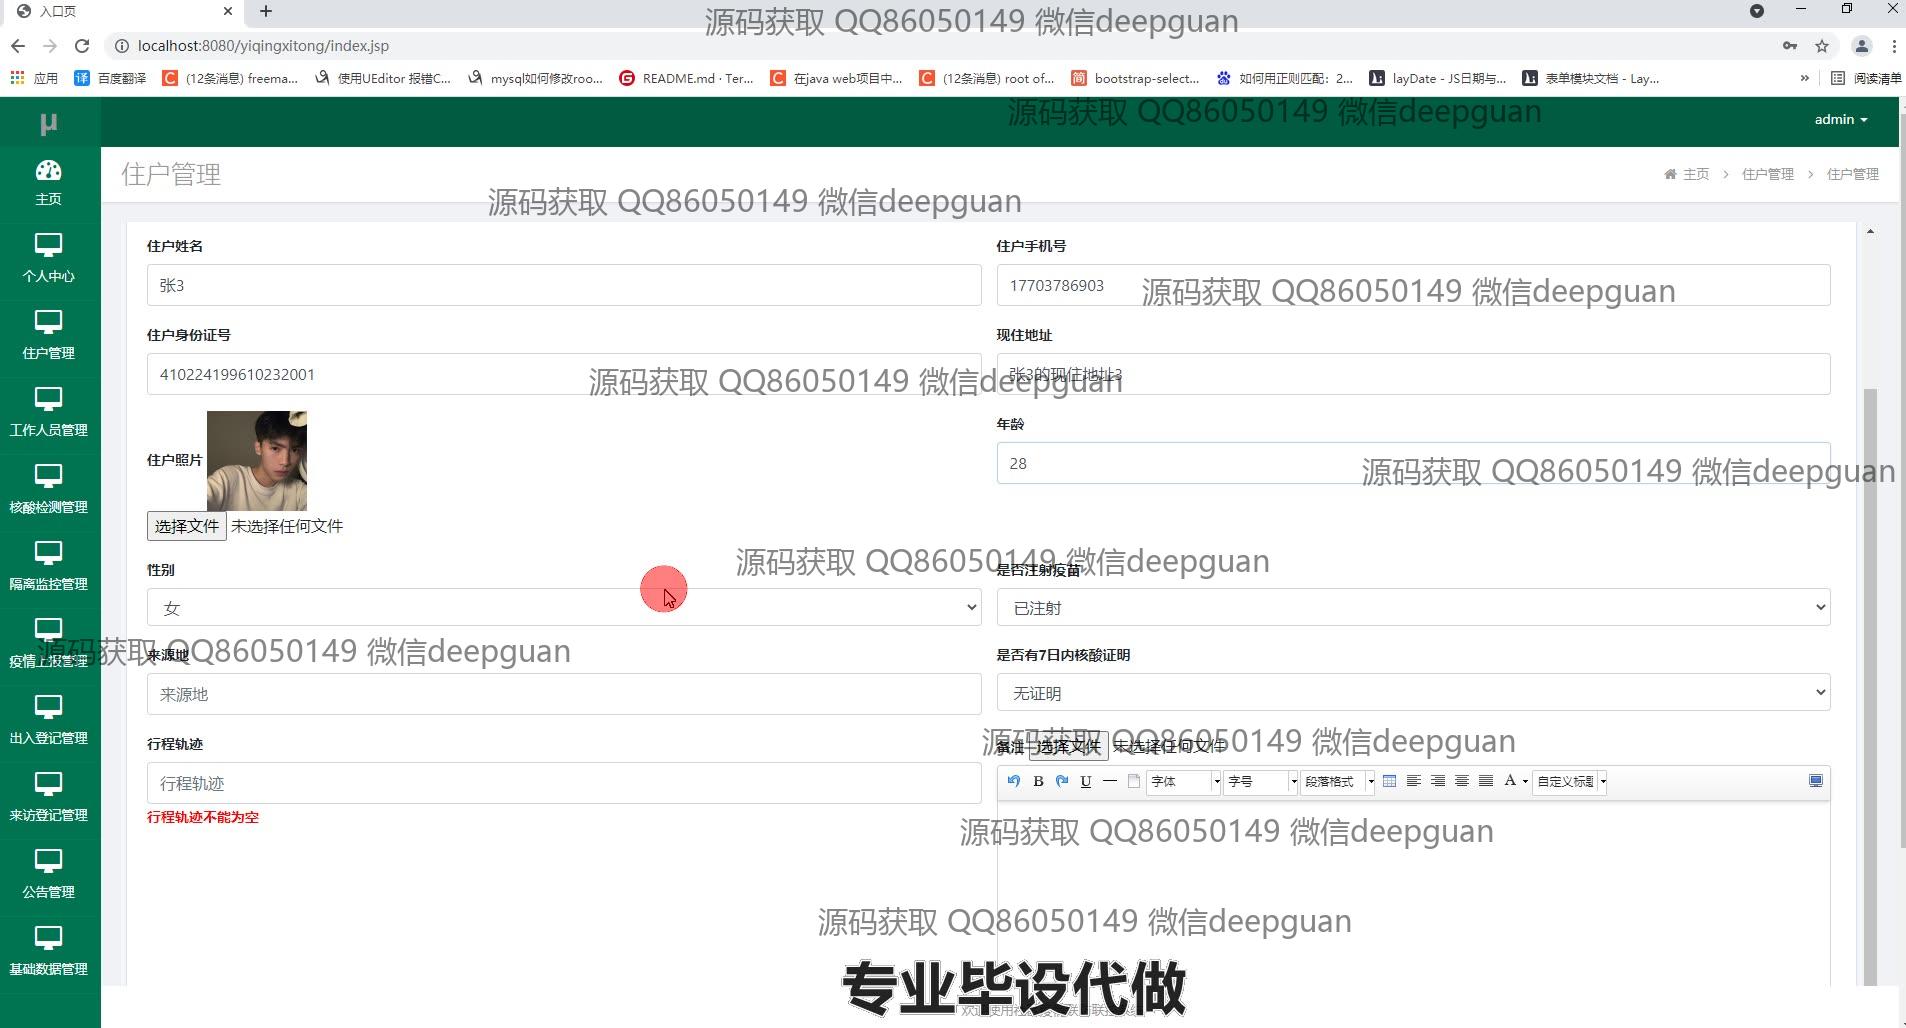 入口页
源码获取 QQ86050149 微信deepguan
localhost:8080/yiqingxitong/index.jsp
应用 百度翻译 (12条消息) freema... 使用UEditor 报错C... mysql如何修改roo... README.md · Ter... 在java web项目中... (12条消息) root of... bootstrap-select... 如何用正则匹配：2... layDate - JS日期与... 表单模块文档 - Lay... » 阅读清单
µ
源码获取 QQ86050149 微信deepguan
admin
主页
个人中心
住户管理
工作人员管理
核酸检测管理
隔离监控管理
疫情上报管理
出入登记管理
来访登记管理
公告管理
基础数据管理
住户管理
主页 > 住户管理 > 住户管理
源码获取 QQ86050149 微信deepguan
住户姓名
张3
住户手机号
17703786903
源码获取 QQ86050149 微信deepguan
住户身份证号
410224199610232001
现住地址
张3的现住地址3
源码获取 QQ86050149 微信deepguan
住户照片
选择文件 未选择任何文件
年龄
28
源码获取 QQ86050149 微信deepguan
源码获取 QQ86050149 微信deepguan
性别
女
是否注射疫苗
已注射
源码获取 QQ86050149 微信deepguan
来源地
来源地
是否有7日内核酸证明
无证明
行程轨迹
行程轨迹
行程轨迹不能为空
备注 选择文件 未选择任何文件
源码获取 QQ86050149 微信deepguan
B U 字体 字号 段落格式 A 自定义标题
源码获取 QQ86050149 微信deepguan
源码获取 QQ86050149 微信deepguan
专业毕设代做